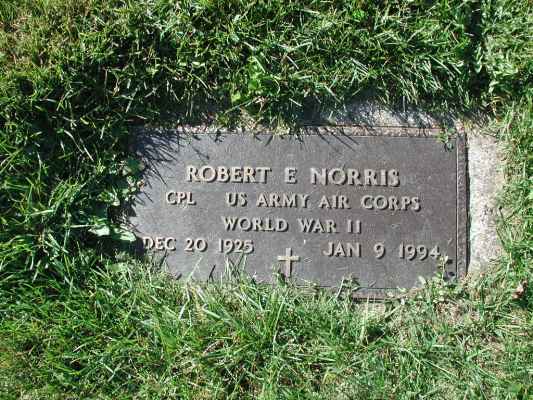 ROBERT E NORRIS
CPL US ARMY AIR CORPS
WORLD WAR II
DEC 20 1925 JAN 9 1994